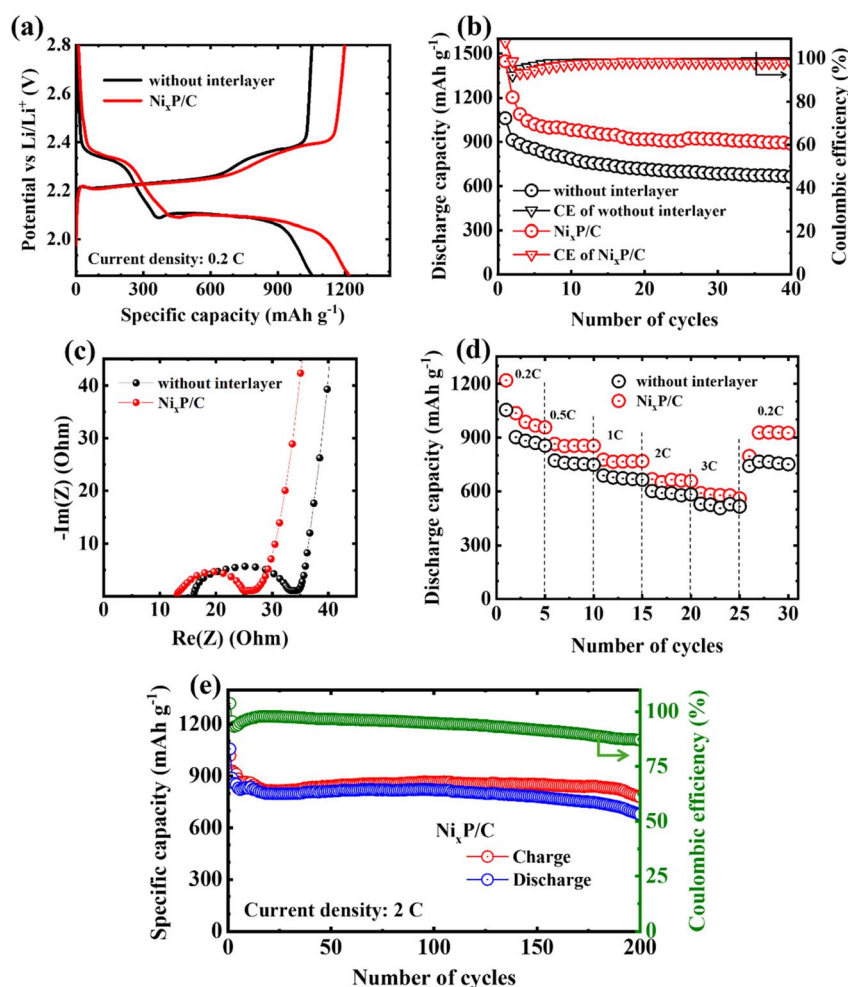 (a)
2.8
2.4
2.2
2.0
Potential vs Li/Li⁺ (V)
without interlayer
NiₓP/C
Current density: 0.2 C
0 300 600 900 1200
Specific capacity (mAh g⁻¹)
(b)
1500
1200
900
600
300
0
Discharge capacity (mAh g⁻¹)
without interlayer
CE of wothout interlayer
NiₓP/C
CE of NiₓP/C
100
80
60
40
20
0
Coulombic efficiency (%)
0 10 20 30 40
Number of cycles
(c)
40
30
20
10
-Im(Z) (Ohm)
without interlayer
NiₓP/C
0 10 20 30 40
Re(Z) (Ohm)
(d)
1200
900
600
300
0
Discharge capacity (mAh g⁻¹)
without interlayer
NiₓP/C
0.2C
0.5C
1C
2C
3C
0.2C
0 5 10 15 20 25 30
Number of cycles
(e)
1200
900
600
300
0
Specific capacity (mAh g⁻¹)
NiₓP/C
Charge
Discharge
Current density: 2 C
100
75
50
25
0
Coulombic efficiency (%)
0 50 100 150 200
Number of cycles